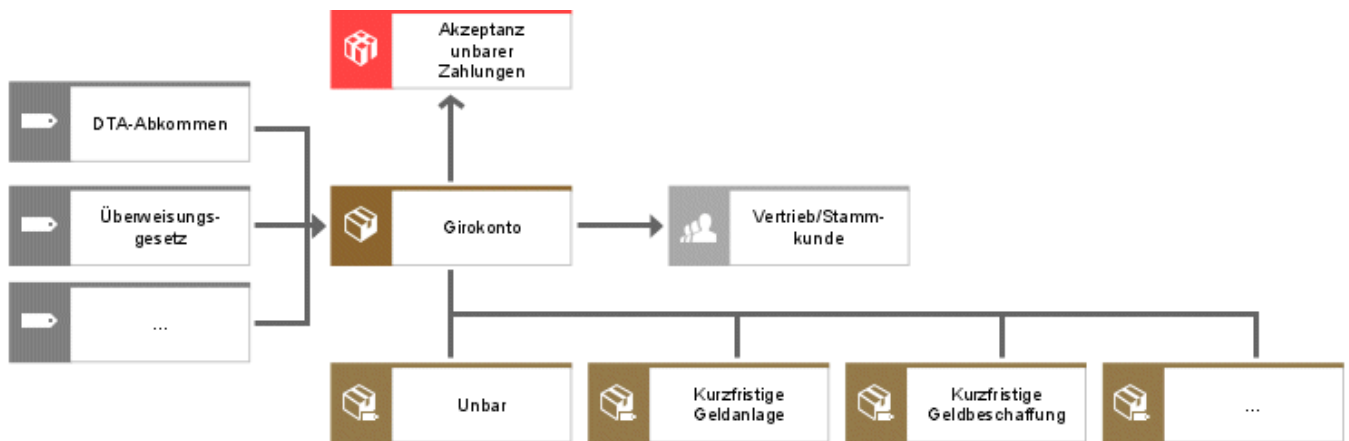 Akzeptanz
unbarer
Zahlungen
DTA-Abkommen
Überweisungs-
gesetz
Girokonto
Vertrieb/Stamm-
kunde
...
Unbar
Kurzfristige
Geldanlage
Kurzfristige
Geldbeschaffung
...